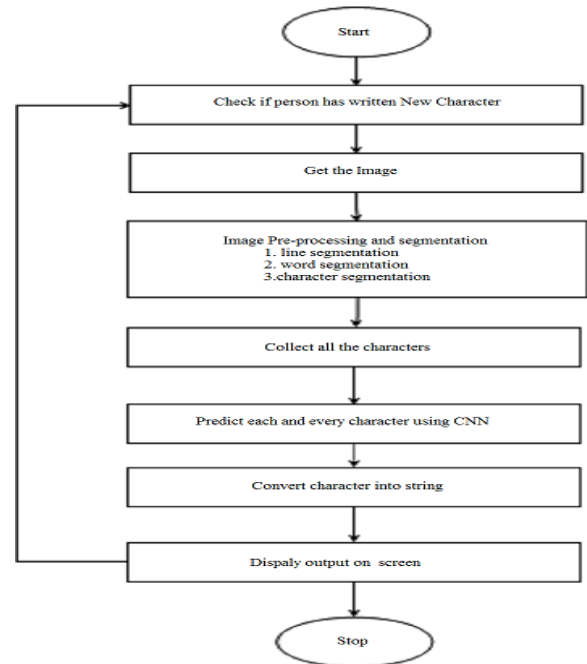 Start
Check if person has written New Character
Get the Image
Image Pre-processing and segmentation
1. line segmentation
2. word segmentation
3.character segmentation
Collect all the characters
Predict each and every character using CNN
Convert character into string
Dispaly output on screen
Stop